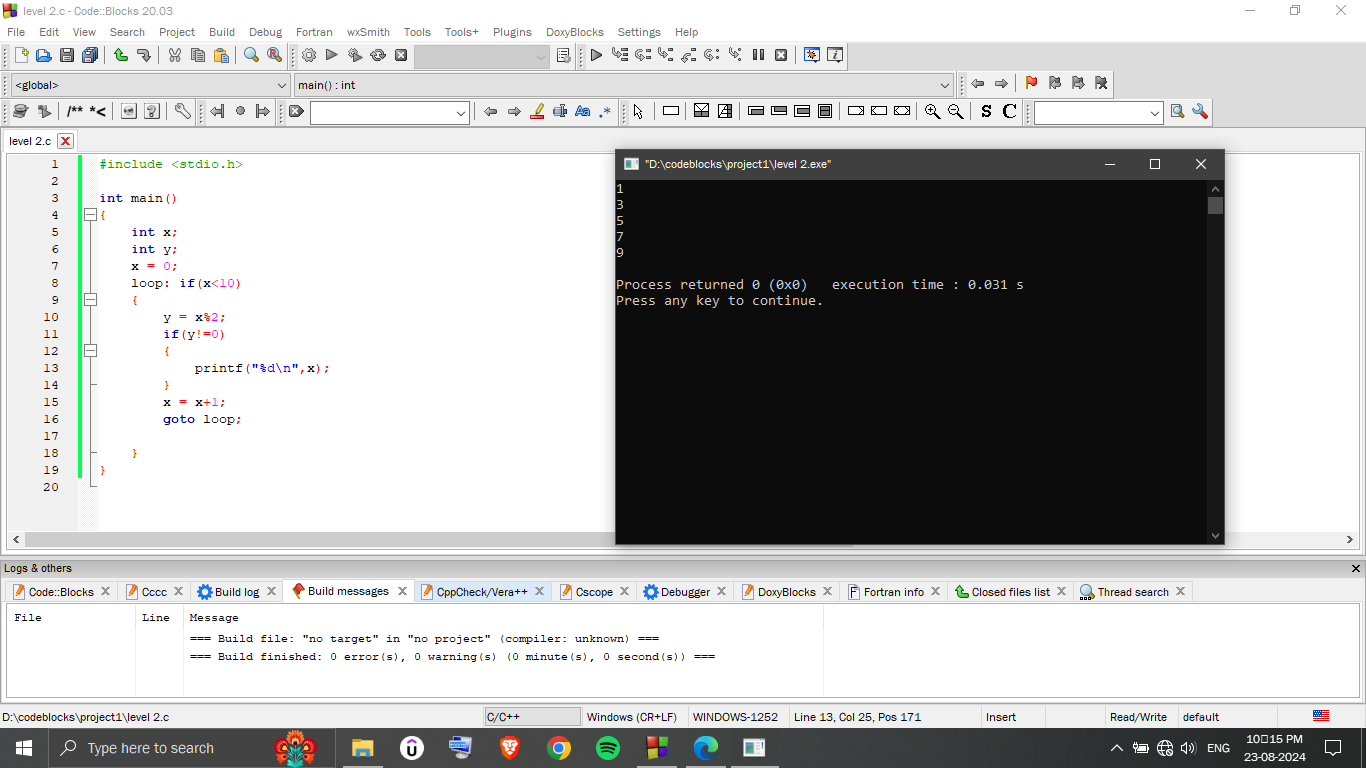 level 2.c - Code::Blocks 20.03
File Edit View Search Project Build Debug Fortran wxSmith Tools Tools+ Plugins DoxyBlocks Settings Help
<global> main() : int
/** *< Aa .* S C
level 2.c
1 #include <stdio.h>
2
3 int main()
4 {
5 int x;
6 int y;
7 x = 0;
8 loop: if(x<10)
9 {
10 y = x%2;
11 if(y!=0)
12 {
13 printf("%d\n",x);
14 }
15 x = x+1;
16 goto loop;
17
18 }
19 }
20
"D:\codeblocks\project1\level 2.exe"
1
3
5
7
9
Process returned 0 (0x0) execution time : 0.031 s
Press any key to continue.
Logs & others
Code::Blocks Cccc Build log Build messages CppCheck/Vera++ Cscope Debugger DoxyBlocks Fortran info Closed files list Thread search
File Line Message
=== Build file: "no target" in "no project" (compiler: unknown) ===
=== Build finished: 0 error(s), 0 warning(s) (0 minute(s), 0 second(s)) ===
D:\codeblocks\project1\level 2.c C/C++ Windows (CR+LF) WINDOWS-1252 Line 13, Col 25, Pos 171 Insert Read/Write default
Type here to search
ENG
10□15 PM
23-08-2024